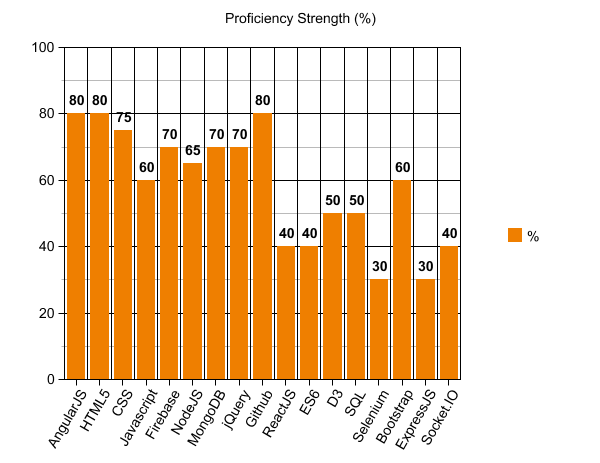 Proficiency Strength (%)
100
80
60
40
20
0
80 80 75 60 70 65 70 70 80 40 40 50 50 30 60 30 40
AngularJS HTML5 CSS Javascript Firebase NodeJS MongoDB jQuery Github ReactJS ES6 D3 SQL Selenium Bootstrap ExpressJS Socket.IO
%